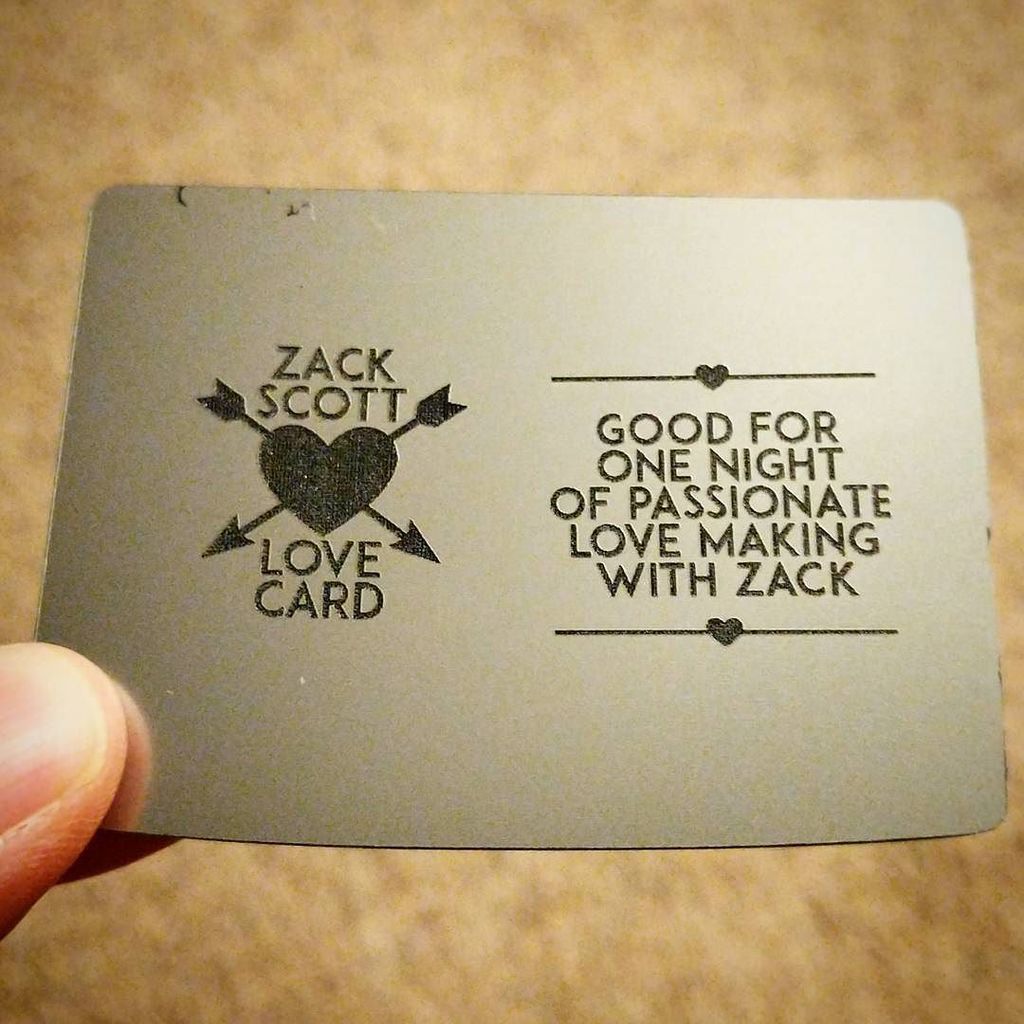 ZACK
SCOTT
LOVE
CARD
GOOD FOR
ONE NIGHT
OF PASSIONATE
LOVE MAKING
WITH ZACK